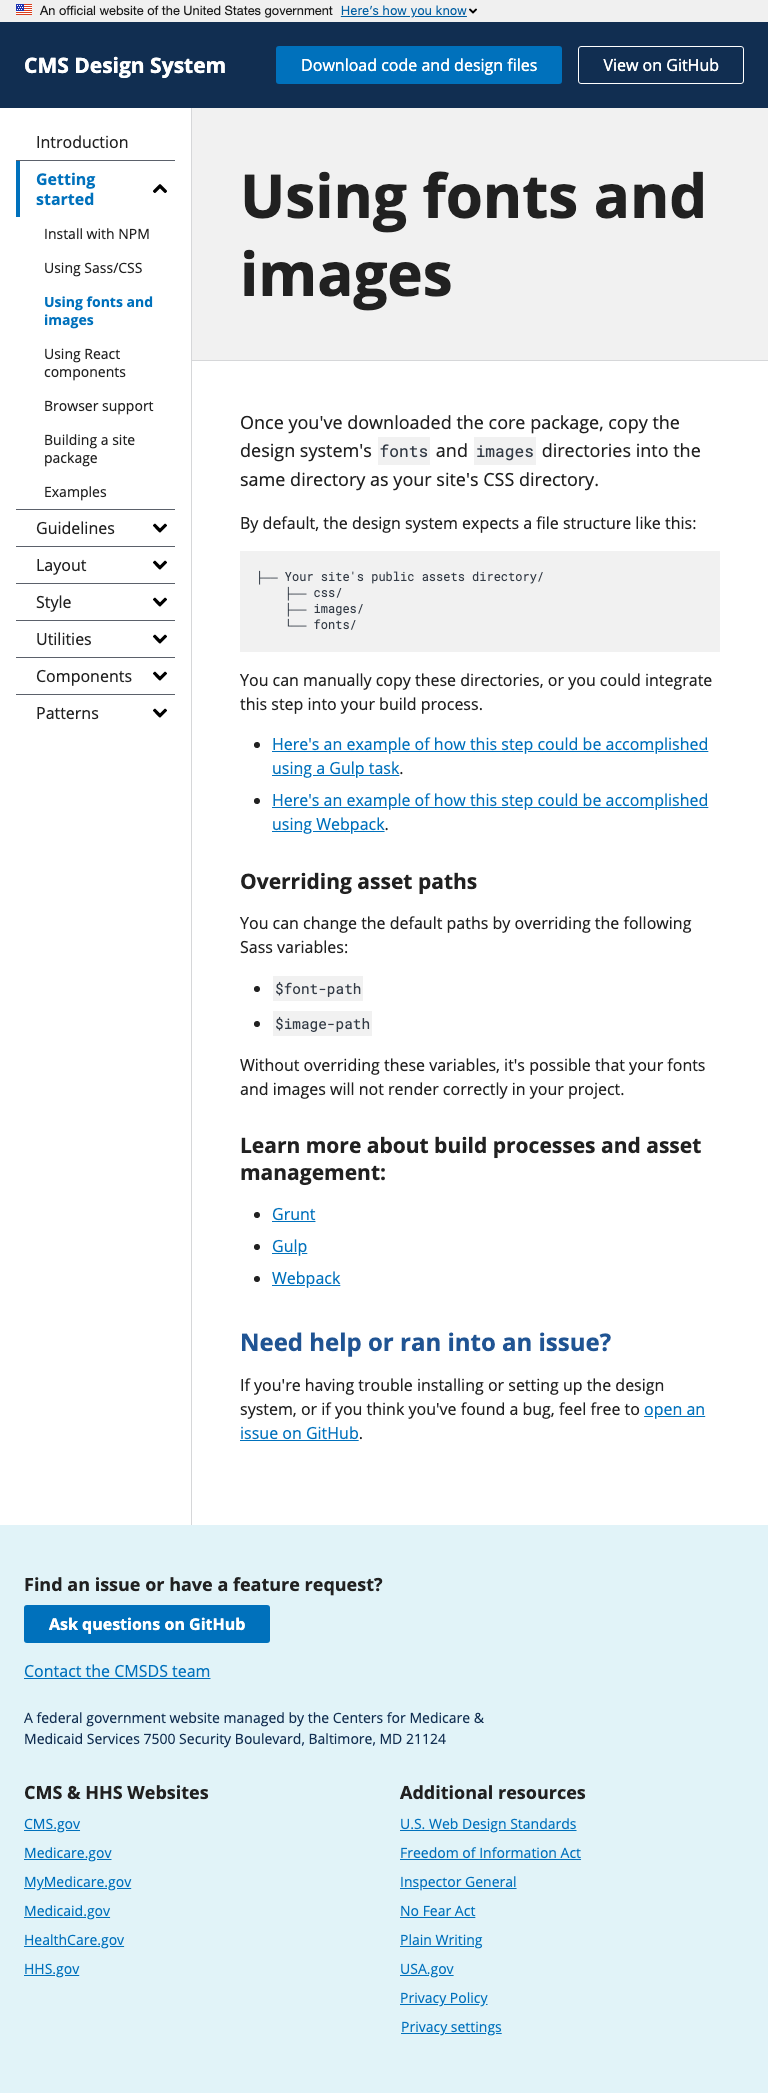 An official website of the United States government Here's how you know
CMS Design System
Download code and design files
View on GitHub
Introduction
Getting
started
Install with NPM
Using Sass/CSS
Using fonts and
images
Using React
components
Browser support
Building a site
package
Examples
Guidelines
Layout
Style
Utilities
Components
Patterns
Using fonts and
images
Once you've downloaded the core package, copy the
design system's fonts and images directories into the
same directory as your site's CSS directory.
By default, the design system expects a file structure like this:
├── Your site's public assets directory/
    ├── css/
    ├── images/
    └── fonts/
You can manually copy these directories, or you could integrate
this step into your build process.
• Here's an example of how this step could be accomplished
using a Gulp task.
• Here's an example of how this step could be accomplished
using Webpack.
Overriding asset paths
You can change the default paths by overriding the following
Sass variables:
• $font-path
• $image-path
Without overriding these variables, it's possible that your fonts
and images will not render correctly in your project.
Learn more about build processes and asset
management:
• Grunt
• Gulp
• Webpack
Need help or ran into an issue?
If you're having trouble installing or setting up the design
system, or if you think you've found a bug, feel free to open an
issue on GitHub.
Find an issue or have a feature request?
Ask questions on GitHub
Contact the CMSDS team
A federal government website managed by the Centers for Medicare &
Medicaid Services 7500 Security Boulevard, Baltimore, MD 21124
CMS & HHS Websites
CMS.gov
Medicare.gov
MyMedicare.gov
Medicaid.gov
HealthCare.gov
HHS.gov
Additional resources
U.S. Web Design Standards
Freedom of Information Act
Inspector General
No Fear Act
Plain Writing
USA.gov
Privacy Policy
Privacy settings